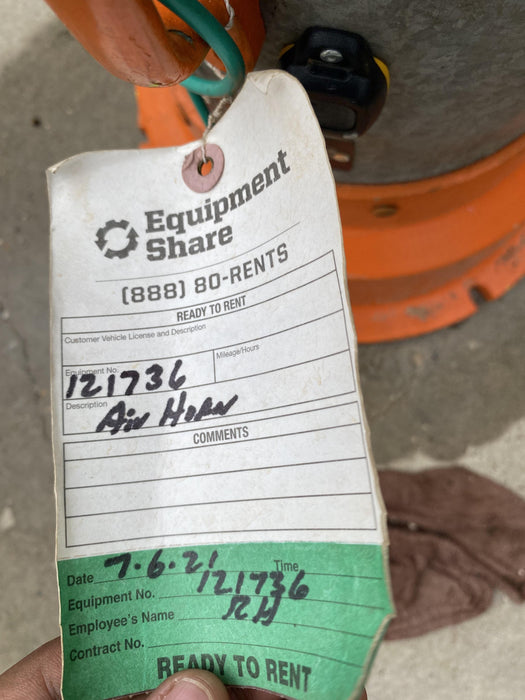 Equipment
Share
(888) 80-RENTS
READY TO RENT
Customer Vehicle License and Description
Equipment No. Mileage/Hours
121736
Description
Air Horn
COMMENTS
Date 7.6.21 Time
Equipment No. 121736
Employee's Name RH
Contract No.
READY TO RENT